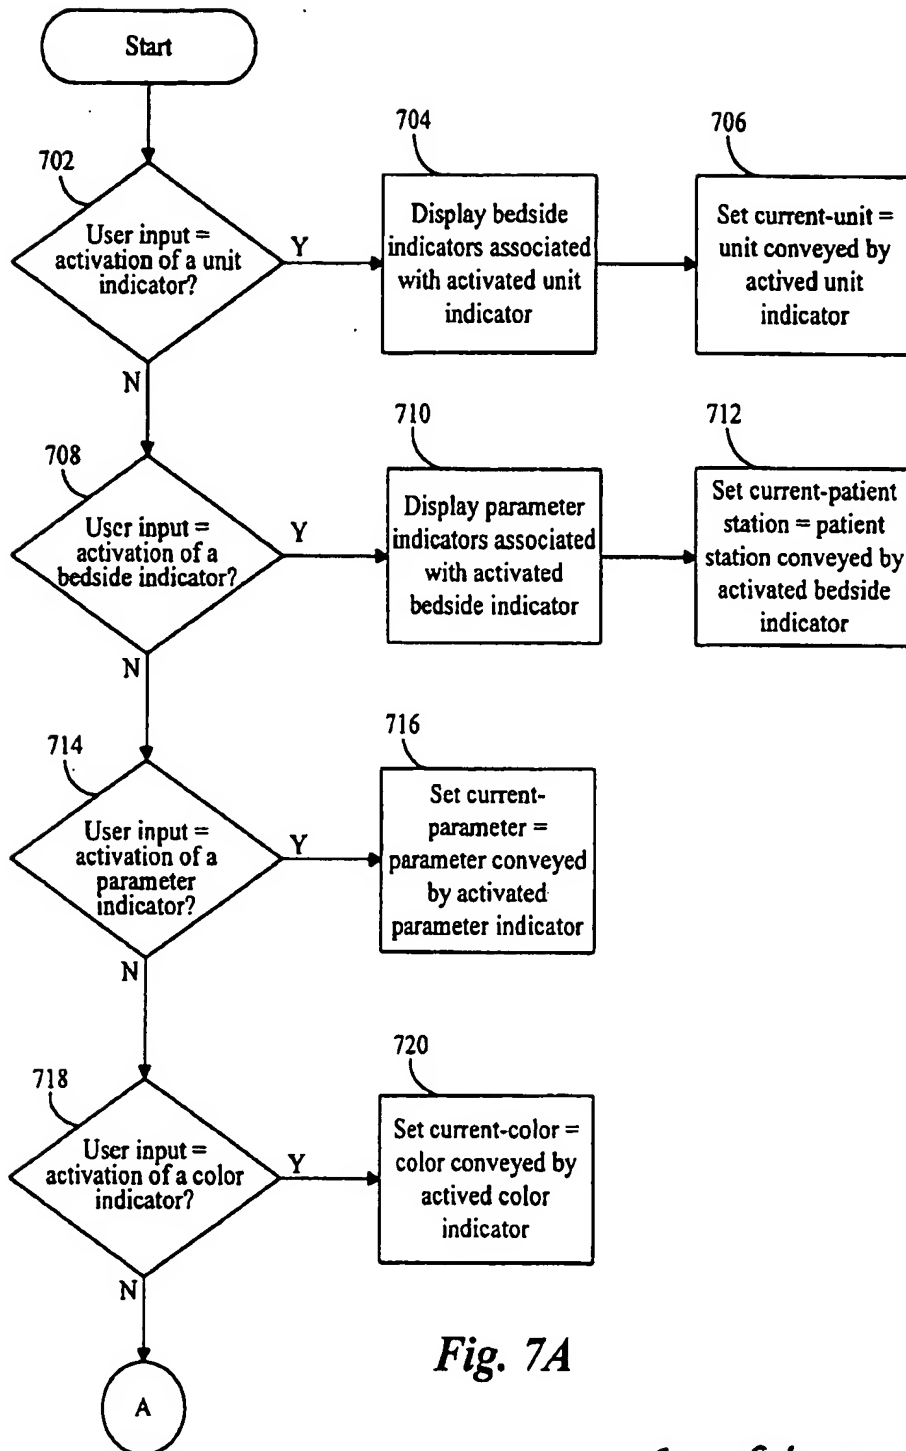 Start
702
User input =
activation of a unit
indicator?
Y
N
704
Display bedside
indicators associated
with activated unit
indicator
706
Set current-unit =
unit conveyed by
actived unit
indicator
708
User input =
activation of a
bedside indicator?
Y
N
710
Display parameter
indicators associated
with activated
bedside indicator
712
Set current-patient
station = patient
station conveyed by
activated bedside
indicator
714
User input =
activation of a
parameter
indicator?
Y
N
716
Set current-
parameter =
parameter conveyed
by activated
parameter indicator
718
User input =
activation of a color
indicator?
Y
N
720
Set current-color =
color conveyed by
actived color
indicator
A
Fig. 7A